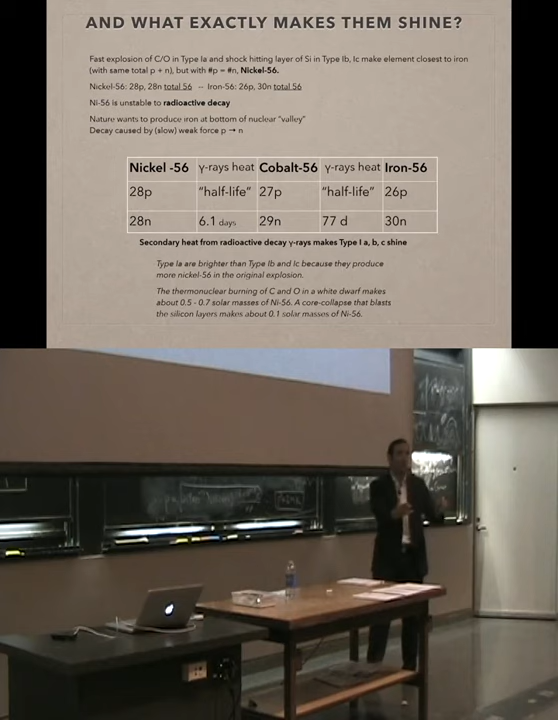 AND WHAT EXACTLY MAKES THEM SHINE?
Fast explosion of C/O in Type Ia and shock hitting layer of Si in Type Ib, Ic make element closest to iron
(with same total p + n), but with #p = #n, Nickel-56.
Nickel-56: 28p, 28n total 56 -- Iron-56: 26p, 30n total 56
Ni-56 is unstable to radioactive decay
Nature wants to produce iron at bottom of nuclear "valley"
Decay caused by (slow) weak force p → n
Nickel -56 γ-rays heat Cobalt-56 γ-rays heat Iron-56
28p "half-life" 27p "half-life" 26p
28n 6.1 days 29n 77 d 30n
Secondary heat from radioactive decay γ-rays makes Type I a, b, c shine
Type Ia are brighter than Type Ib and Ic because they produce
more nickel-56 in the original explosion.
The thermonuclear burning of C and O in a white dwarf makes
about 0.5 - 0.7 solar masses of Ni-56. A core-collapse that blasts
the silicon layers makes about 0.1 solar masses of Ni-56.